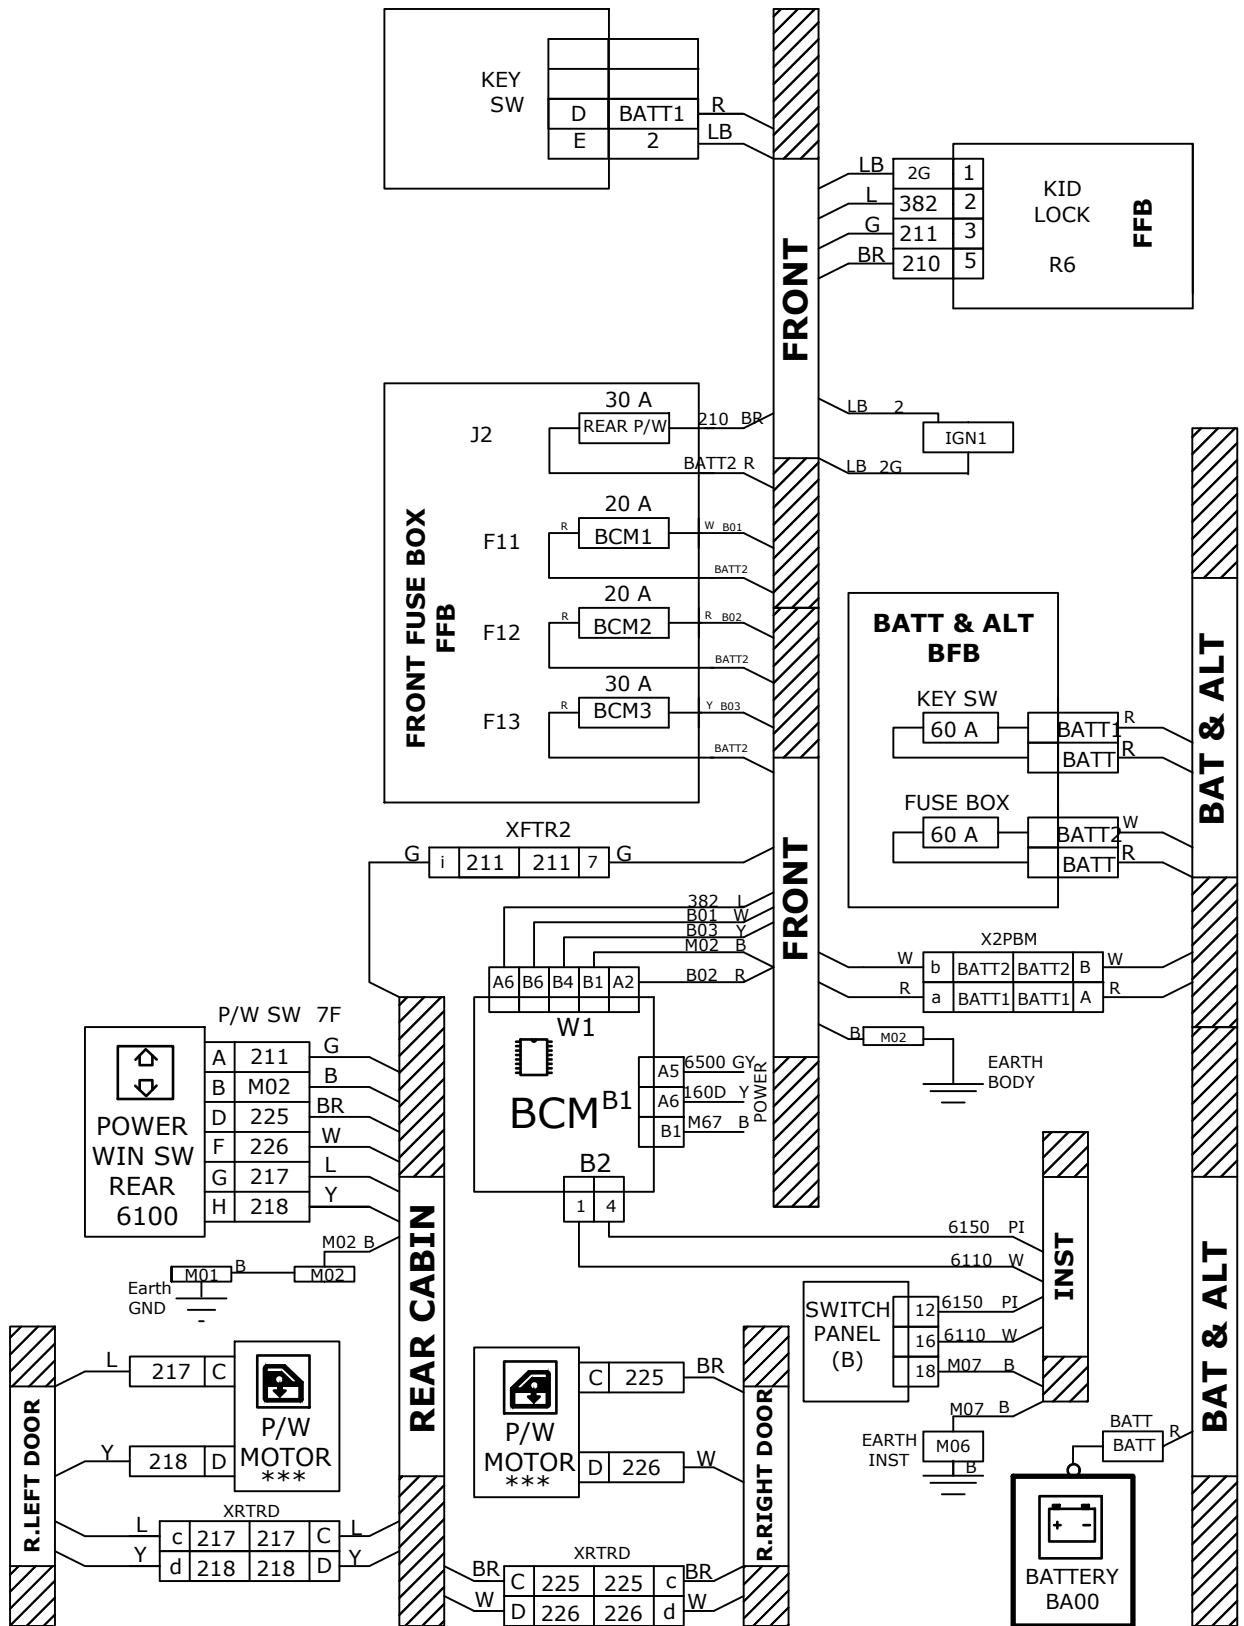 KEY
SW
D BATT1 R
E 2 LB
LB 2G 1
L 382 2
G 211 3
BR 210 5
KID
LOCK
R6
FFB
FRONT
30 A
J2 REAR P/W 210 BR
BATT2 R
20 A
F11 R BCM1 W B01
BATT2
20 A
F12 R BCM2 R B02
BATT2
30 A
F13 R BCM3 Y B03
BATT2
FRONT FUSE BOX
FFB
LB 2
IGN1
LB 2G
BATT & ALT
BFB
KEY SW
60 A BATT1 R
BATT R
FUSE BOX
60 A BATT2 W
BATT R
BAT & ALT
XFTR2
G i 211 211 7 G
FRONT
382 L
B01 W
B03 Y
M02 B
B02 R
A6 B6 B4 B1 A2
W1
BCM
B1
A5 6500 GY
A6 160D Y
B1 M67 B
POWER
B2
1 4
X2PBM
W b BATT2 BATT2 B W
R a BATT1 BATT1 A R
B M02
EARTH
BODY
P/W SW 7F
A 211 G
B M02 B
D 225 BR
F 226 W
G 217 L
H 218 Y
POWER
WIN SW
REAR
6100
M02 B
M01 B M02
Earth
GND
-
REAR CABIN
6150 PI
6110 W
INST
SWITCH
PANEL
(B)
12 6150 PI
16 6110 W
18 M07 B
M07 B
EARTH
INST
M06
B
BATT
BATT R
BAT & ALT
+ -
BATTERY
BA00
L 217 C
Y 218 D
P/W
MOTOR
***
R.LEFT DOOR
XRTRD
L c 217 217 C L
Y d 218 218 D Y
P/W
MOTOR
***
C 225 BR
D 226 W
R.RIGHT DOOR
XRTRD
BR C 225 225 c BR
W D 226 226 d W